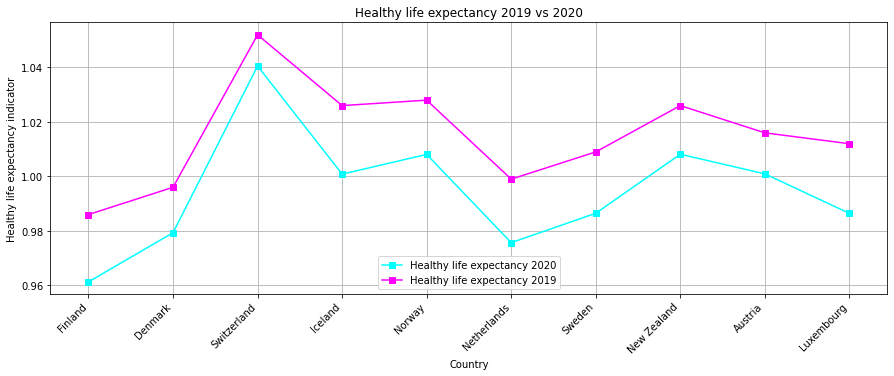 Healthy life expectancy 2019 vs 2020
Healthy life expectancy indicator
1.04
1.02
1.00
0.98
0.96
Healthy life expectancy 2020
Healthy life expectancy 2019
Finland
Denmark
Switzerland
Iceland
Norway
Netherlands
Sweden
New Zealand
Austria
Luxembourg
Country